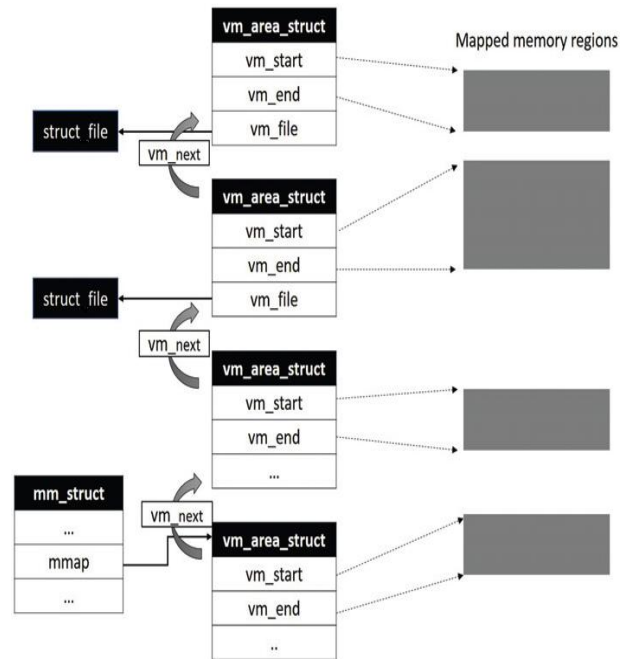 vm_area_struct
vm_start
vm_end
vm_file
Mapped memory regions
struct file
vm_next
vm_area_struct
vm_start
vm_end
vm_file
struct file
vm_next
vm_area_struct
vm_start
vm_end
...
mm_struct
...
mmap
...
vm_next
vm_area_struct
vm_start
vm_end
..